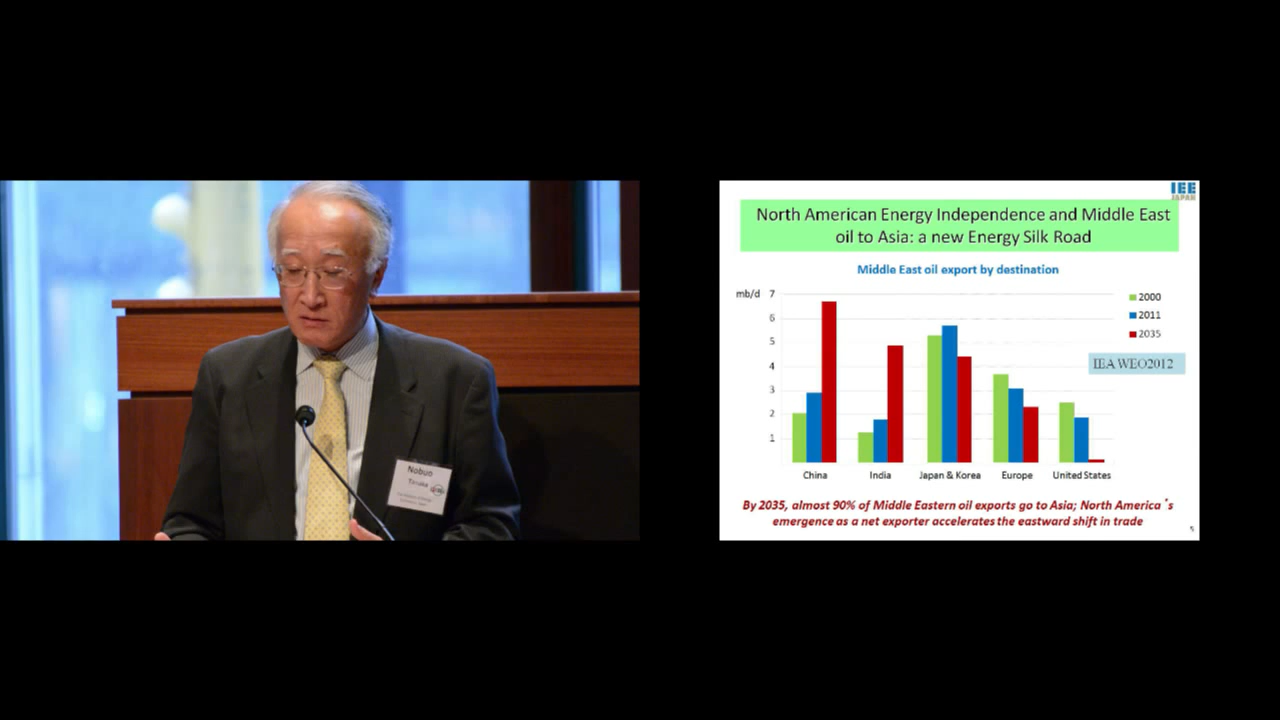 Nobuo
Tanaka
IEE
JAPAN
North American Energy Independence and Middle East
oil to Asia: a new Energy Silk Road
Middle East oil export by destination
mb/d
7
6
5
4
3
2
1
2000
2011
2035
IEA WEO2012
China
India
Japan & Korea
Europe
United States
By 2035, almost 90% of Middle Eastern oil exports go to Asia; North America´s
emergence as a net exporter accelerates the eastward shift in trade